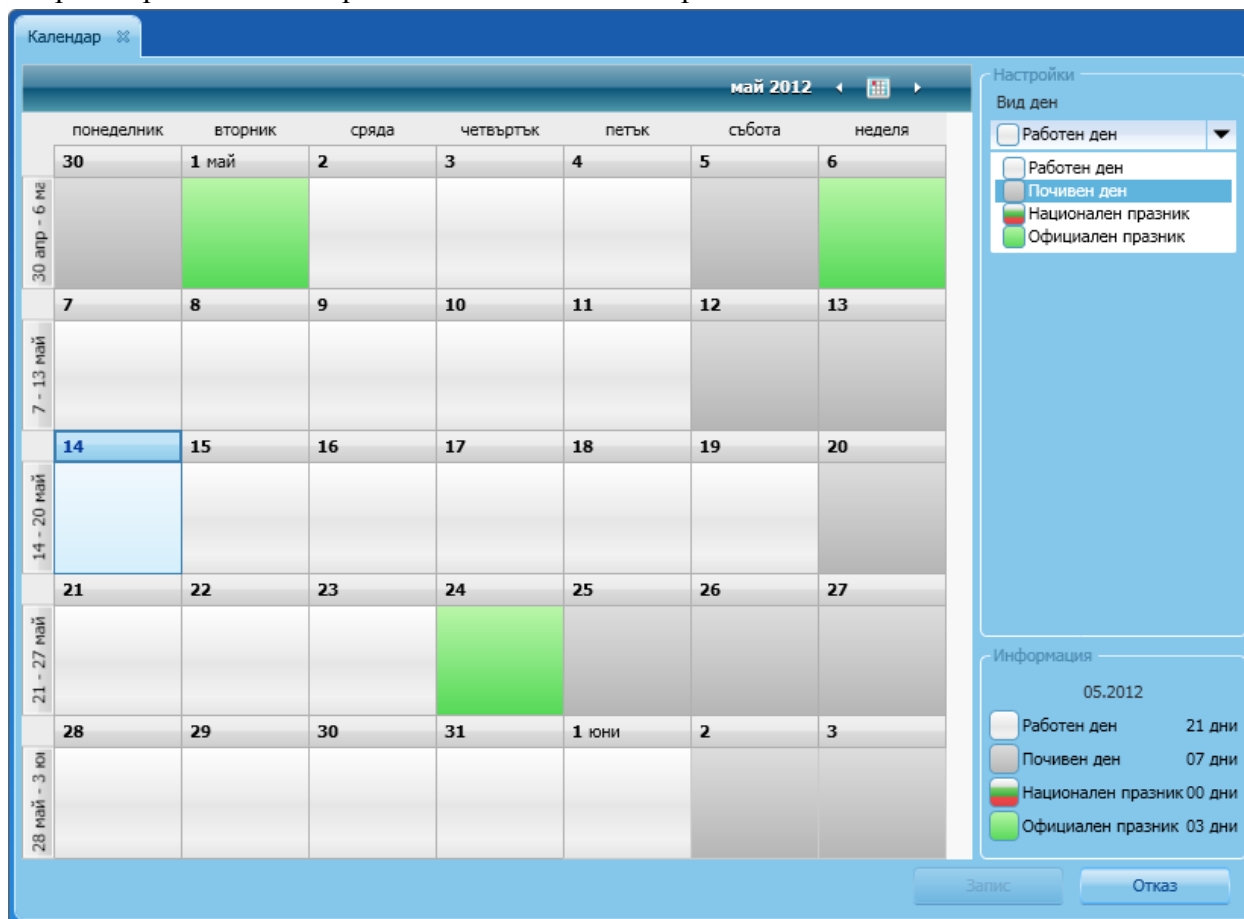 Календар
май 2012
понеделник вторник сряда четвъртък петък събота неделя
30 1 май 2 3 4 5 6
30 апр - 6 ма
7 8 9 10 11 12 13
7 - 13 май
14 15 16 17 18 19 20
14 - 20 май
21 22 23 24 25 26 27
21 - 27 май
28 29 30 31 1 юни 2 3
28 май - 3 юн
Настройки
Вид ден
Работен ден
Работен ден
Почивен ден
Национален празник
Официален празник
Информация
05.2012
Работен ден 21 дни
Почивен ден 07 дни
Национален празник 00 дни
Официален празник 03 дни
Запис Отказ